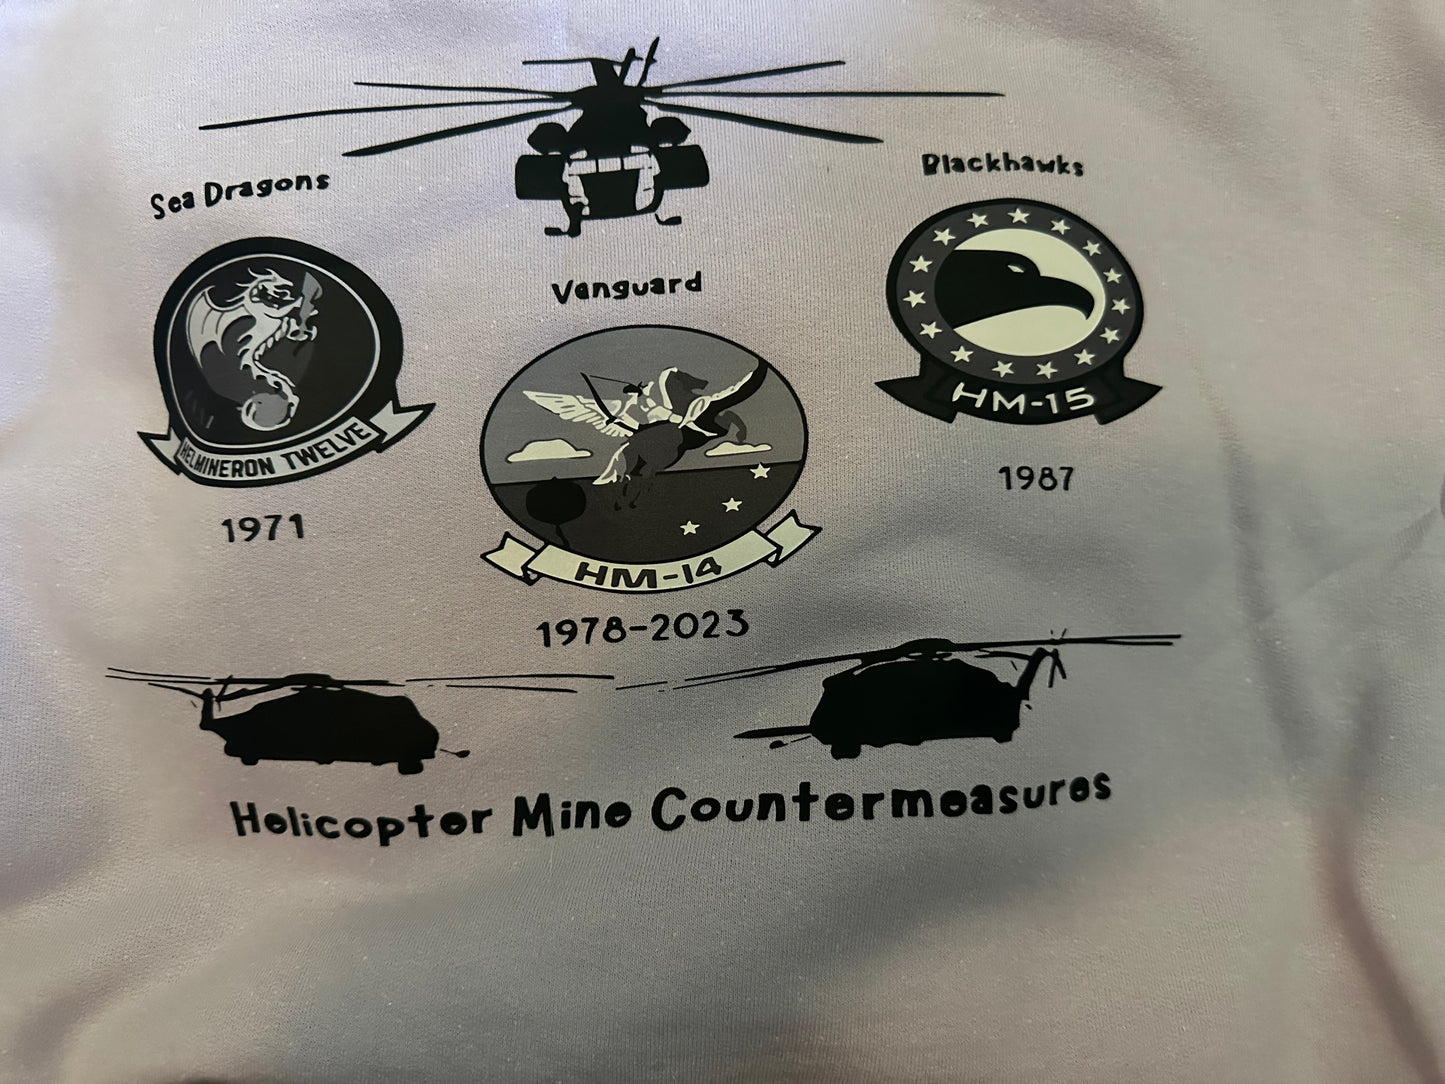 Sea Dragons
Blackhawks
Vanguard
HELMINERON TWELVE
HM-15
1971
HM-14
1987
1978-2023
Helicopter Mine Countermeasures